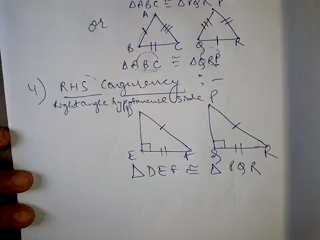 ΔABC ≅ ΔPQR
or
A
P
B C Q R
ΔABC ≅ ΔQRP
4) RHS Congruency :-
Right angle hypotenuse side
D P
E F Q R
ΔDEF ≅ ΔPQR